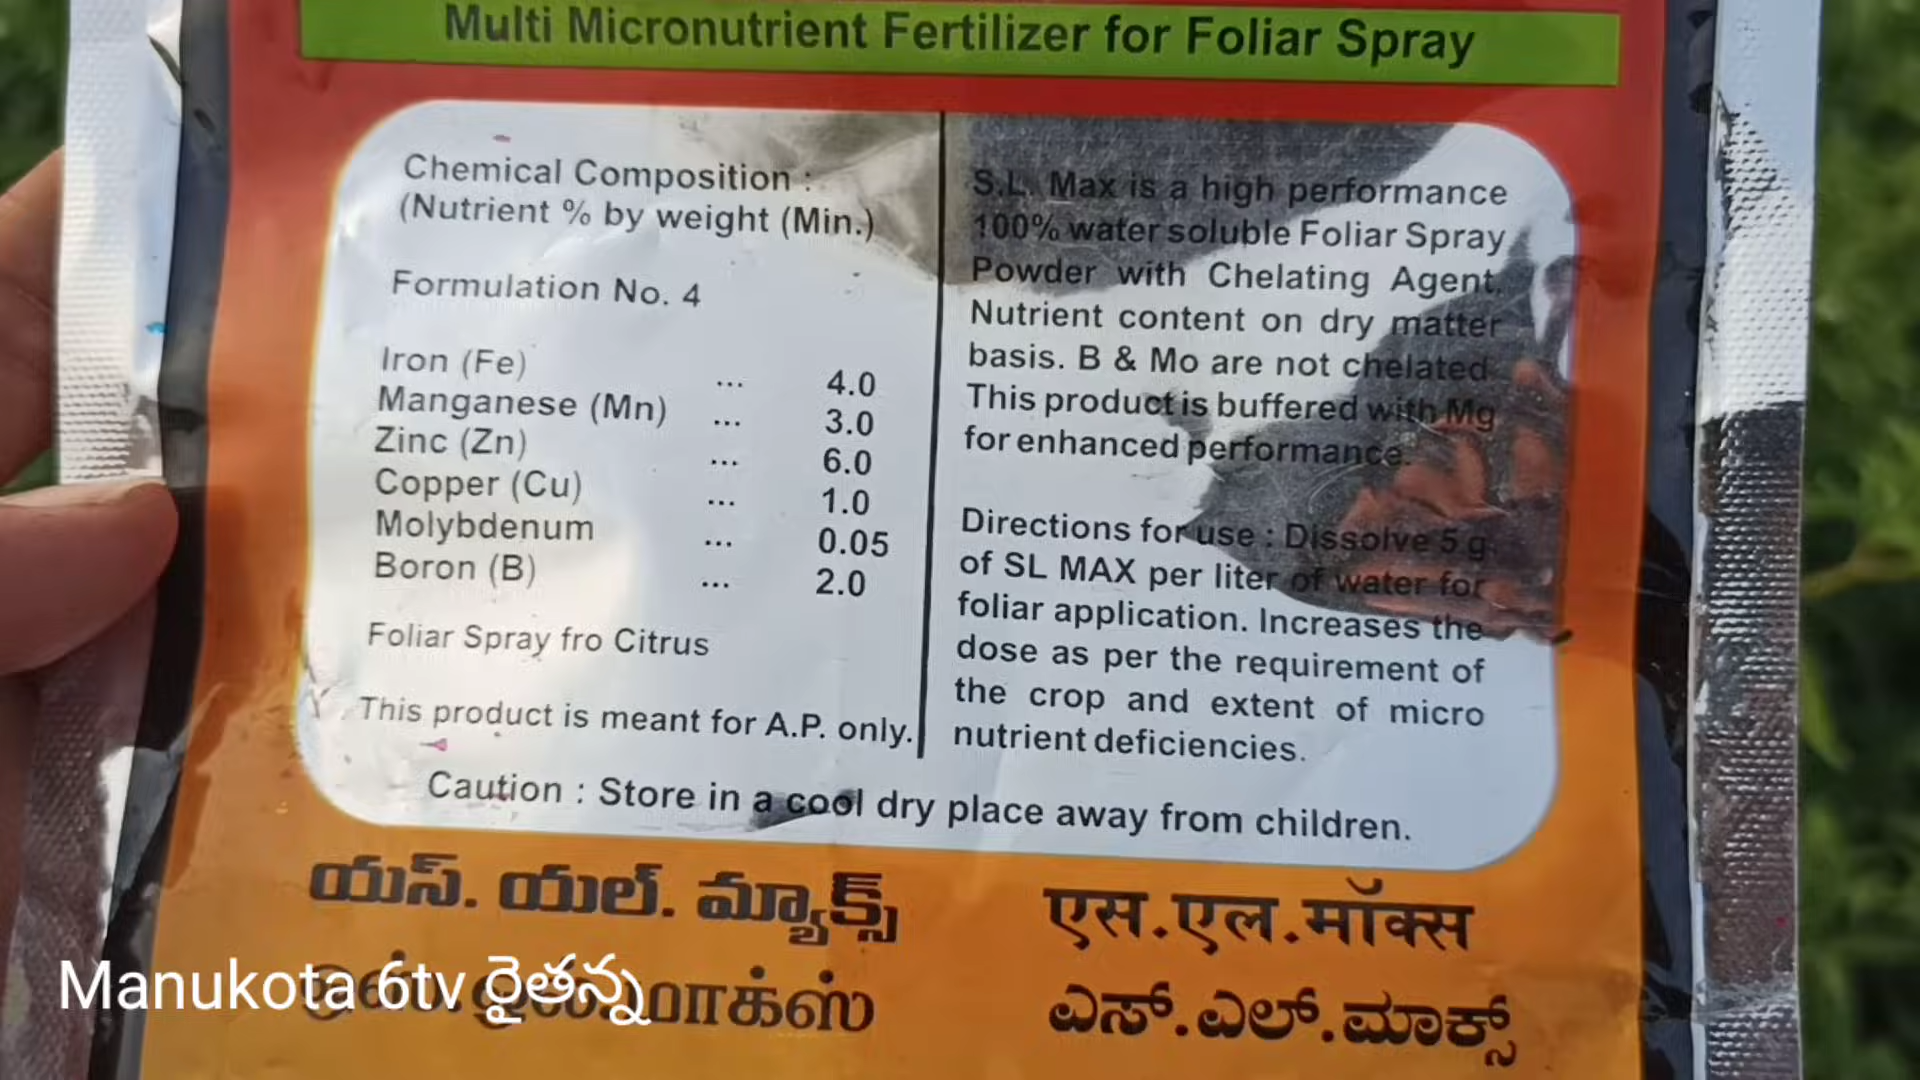 Multi Micronutrient Fertilizer for Foliar Spray
Chemical Composition :
(Nutrient % by weight (Min.)
Formulation No. 4
Iron (Fe) ... 4.0
Manganese (Mn) ... 3.0
Zinc (Zn) ... 6.0
Copper (Cu) ... 1.0
Molybdenum ... 0.05
Boron (B) ... 2.0
Foliar Spray fro Citrus
This product is meant for A.P. only.
S.L. Max is a high performance
100% water soluble Foliar Spray
Powder with Chelating Agent.
Nutrient content on dry matter
basis. B & Mo are not chelated.
This product is buffered with Mg
for enhanced performance.
Directions for use : Dissolve 5 g.
of SL MAX per liter of water for
foliar application. Increases the
dose as per the requirement of
the crop and extent of micro
nutrient deficiencies.
Caution : Store in a cool dry place away from children.
యస్. యల్. మ్యాక్స్
एस.एल.मॉक्स
மாக்ஸ்
ಎಸ್.ಎಲ್.ಮಾಕ್ಸ್
Manukota 6tv రైతన్న